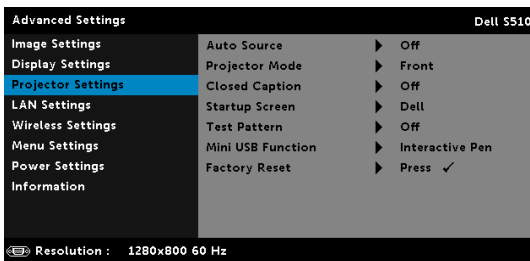 Advanced Settings Dell S510
Image Settings Auto Source Off
Display Settings Projector Mode Front
Projector Settings Closed Caption Off
LAN Settings Startup Screen Dell
Wireless Settings Test Pattern Off
Menu Settings Mini USB Function Interactive Pen
Power Settings Factory Reset Press ✓
Information
Resolution : 1280x800 60 Hz